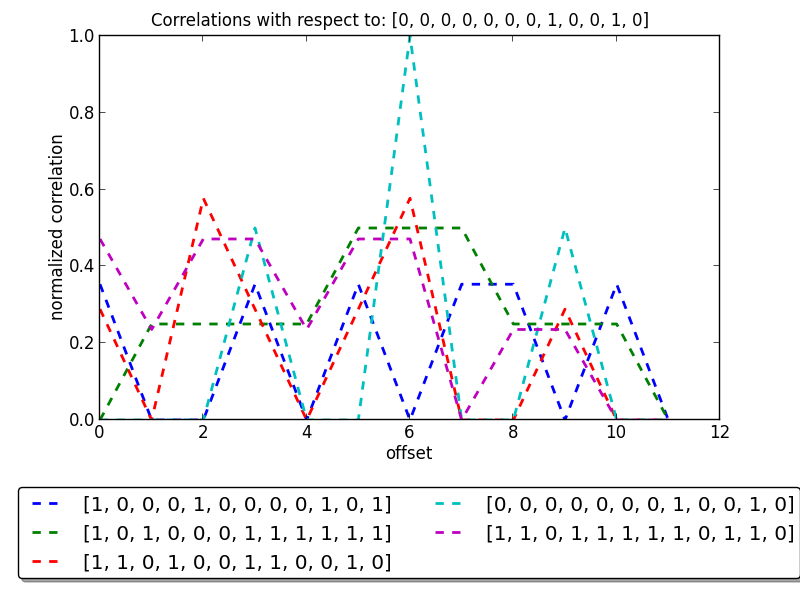 Correlations with respect to: [0, 0, 0, 0, 0, 0, 0, 1, 0, 0, 1, 0]
1.0
0.8
0.6
0.4
0.2
0.0
normalized correlation
0 2 4 6 8 10 12
offset
[1, 0, 0, 0, 1, 0, 0, 0, 0, 1, 0, 1]
[1, 0, 1, 0, 0, 0, 1, 1, 1, 1, 1, 1]
[1, 1, 0, 1, 0, 0, 1, 1, 0, 0, 1, 0]
[0, 0, 0, 0, 0, 0, 0, 1, 0, 0, 1, 0]
[1, 1, 0, 1, 1, 1, 1, 1, 0, 1, 1, 0]